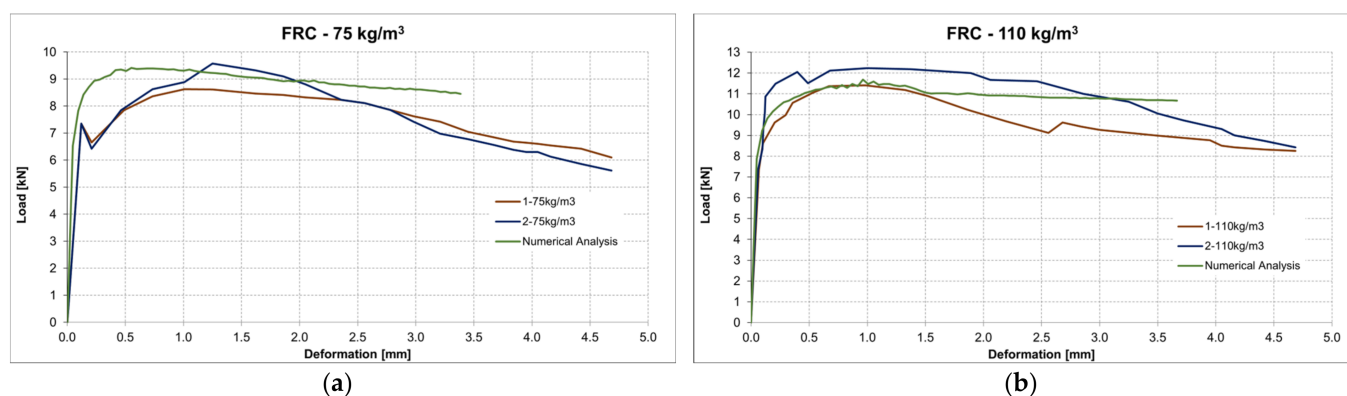 FRC - 75 kg/m³
10
9
8
7
6
5
4
3
2
1
0
Load [kN]
1-75kg/m3
2-75kg/m3
Numerical Analysis
0.0 0.5 1.0 1.5 2.0 2.5 3.0 3.5 4.0 4.5 5.0
Deformation [mm]
(a)
FRC - 110 kg/m³
13
12
11
10
9
8
7
6
5
4
3
2
1
0
Load [kN]
1-110kg/m3
2-110kg/m3
Numerical Analysis
0.0 0.5 1.0 1.5 2.0 2.5 3.0 3.5 4.0 4.5 5.0
Deformation [mm]
(b)